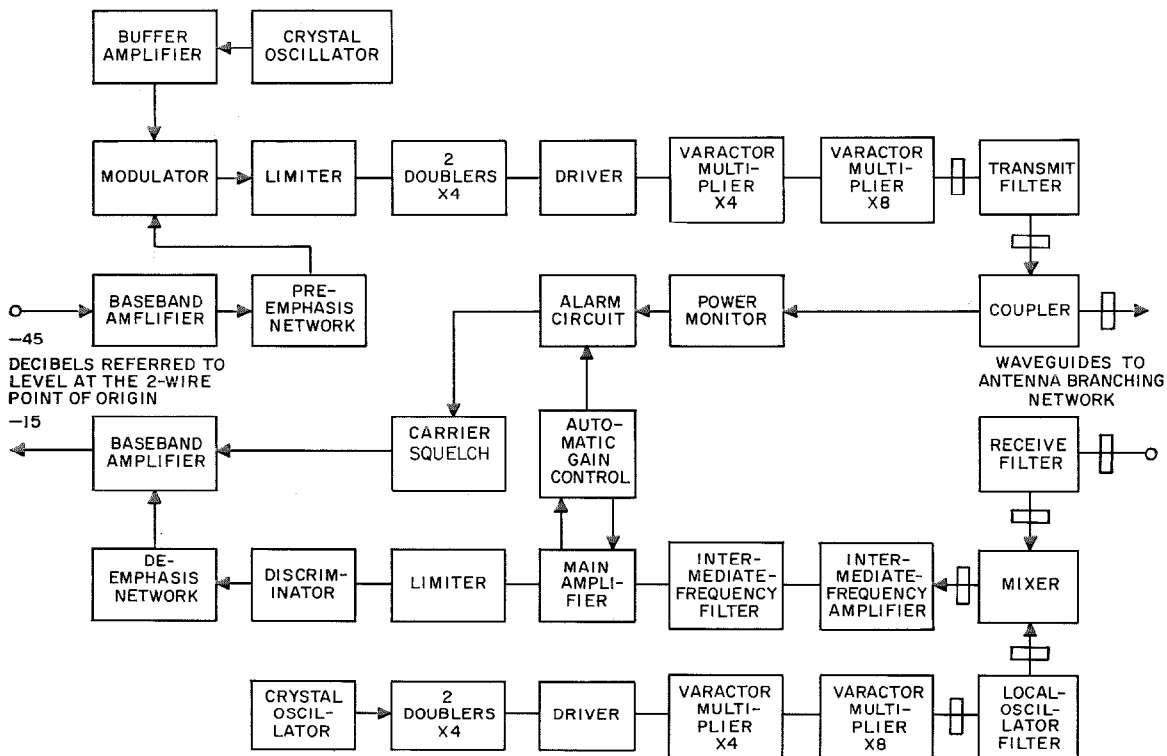 BUFFER
AMPLIFIER
CRYSTAL
OSCILLATOR
MODULATOR
LIMITER
2
DOUBLERS
X4
DRIVER
VARACTOR
MULTI-
PLIER
X4
VARACTOR
MULTI-
PLIER
X8
TRANSMIT
FILTER
BASEBAND
AMFLIFIER
PRE-
EMPHASIS
NETWORK
ALARM
CIRCUIT
POWER
MONITOR
COUPLER
—45
DECIBELS REFERRED TO
LEVEL AT THE 2-WIRE
POINT OF ORIGIN
—15
WAVEGUIDES TO
ANTENNA BRANCHING
NETWORK
BASEBAND
AMPLIFIER
CARRIER
SQUELCH
AUTO-
MATIC
GAIN
CONTROL
RECEIVE
FILTER
DE-
EMPHASIS
NETWORK
DISCRIM-
INATOR
LIMITER
MAIN
AMPLI-
FIER
INTER-
MEDIATE-
FREQUENCY
FILTER
INTER-
MEDIATE-
FREQUENCY
AMPLIFIER
MIXER
CRYSTAL
OSCIL-
LATOR
2
DOUBLERS
X4
DRIVER
VARACTOR
MULTI-
PLIER
X4
VARACTOR
MULTI-
PLIER
X8
LOCAL-
OSCIL-
LATOR
FILTER